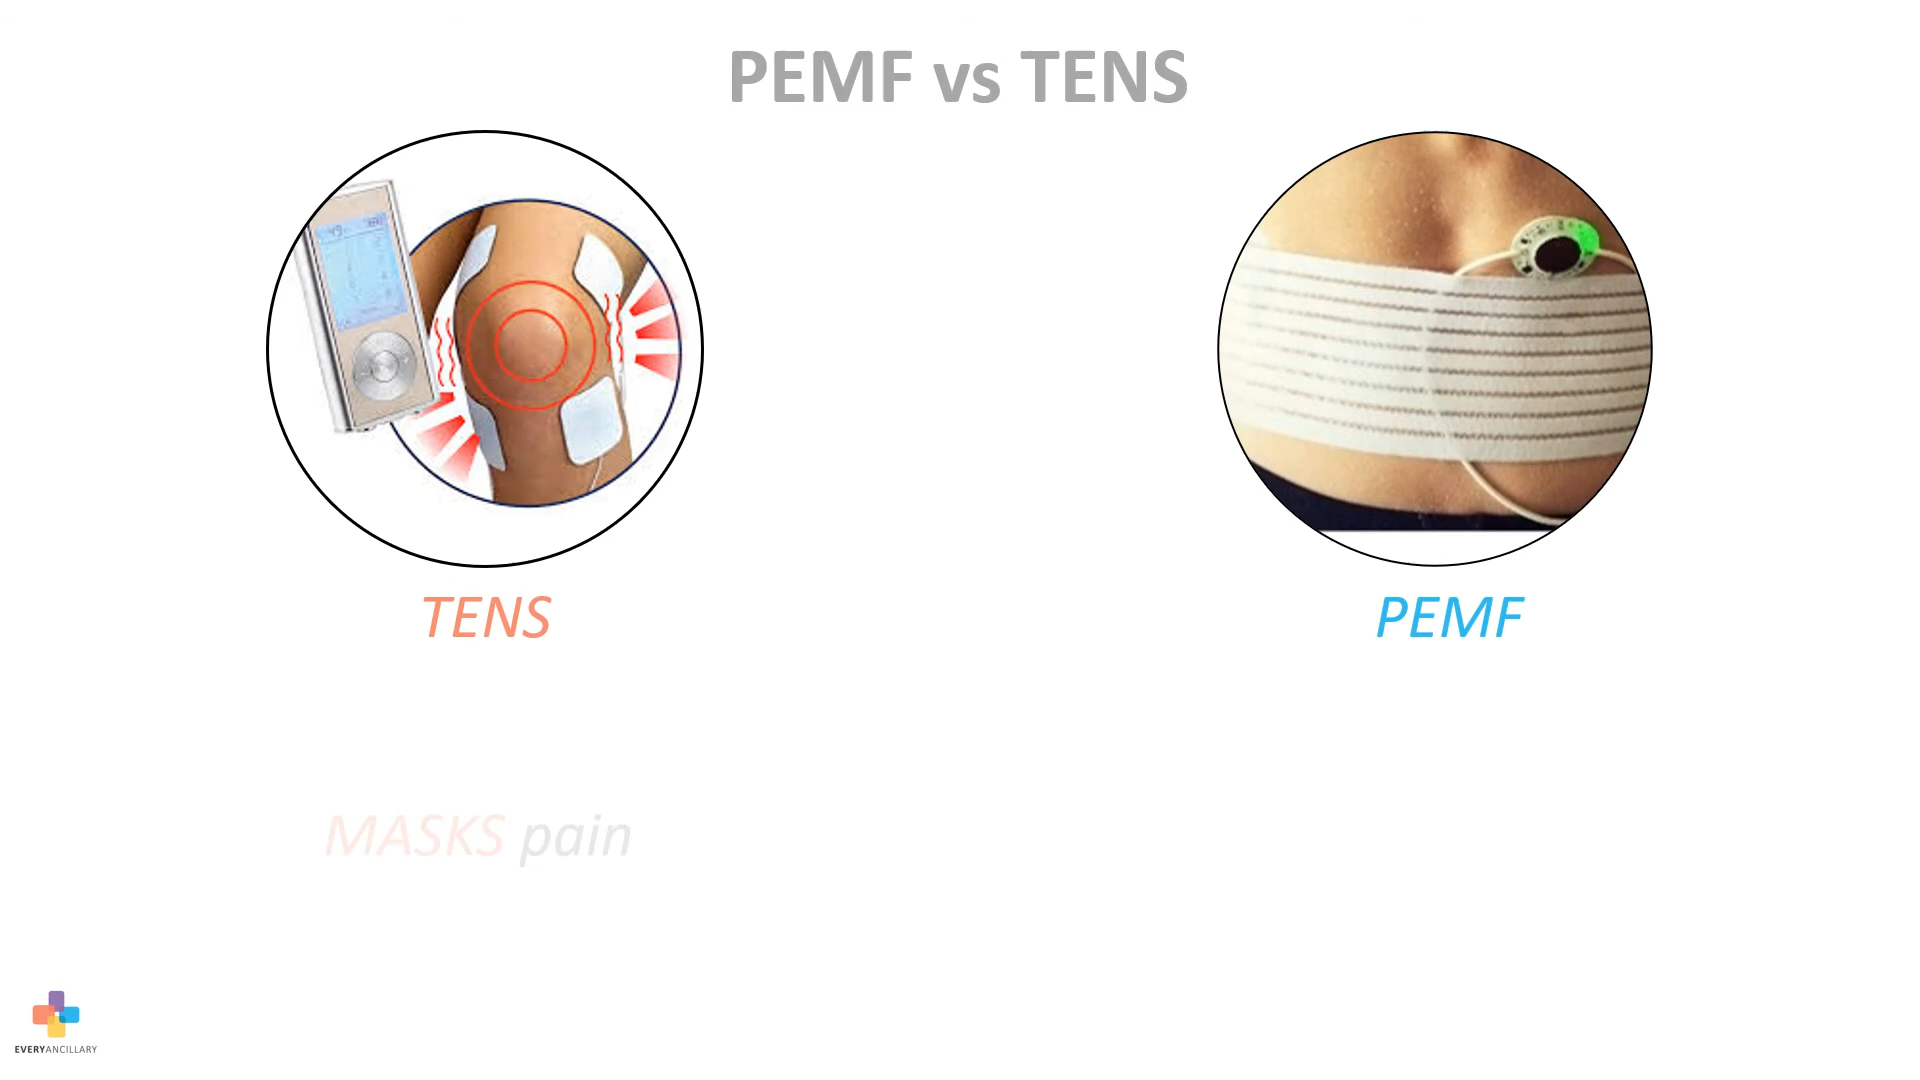 PEMF vs TENS
TENS
PEMF
MASKS pain
EVERYANCILLARY